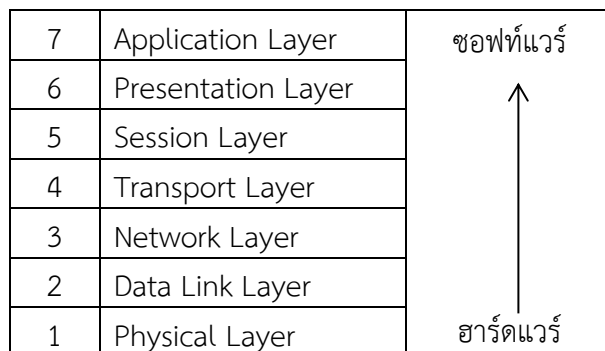 7 Application Layer ซอฟท์แวร์
6 Presentation Layer
5 Session Layer
4 Transport Layer
3 Network Layer
2 Data Link Layer
1 Physical Layer ฮาร์ดแวร์